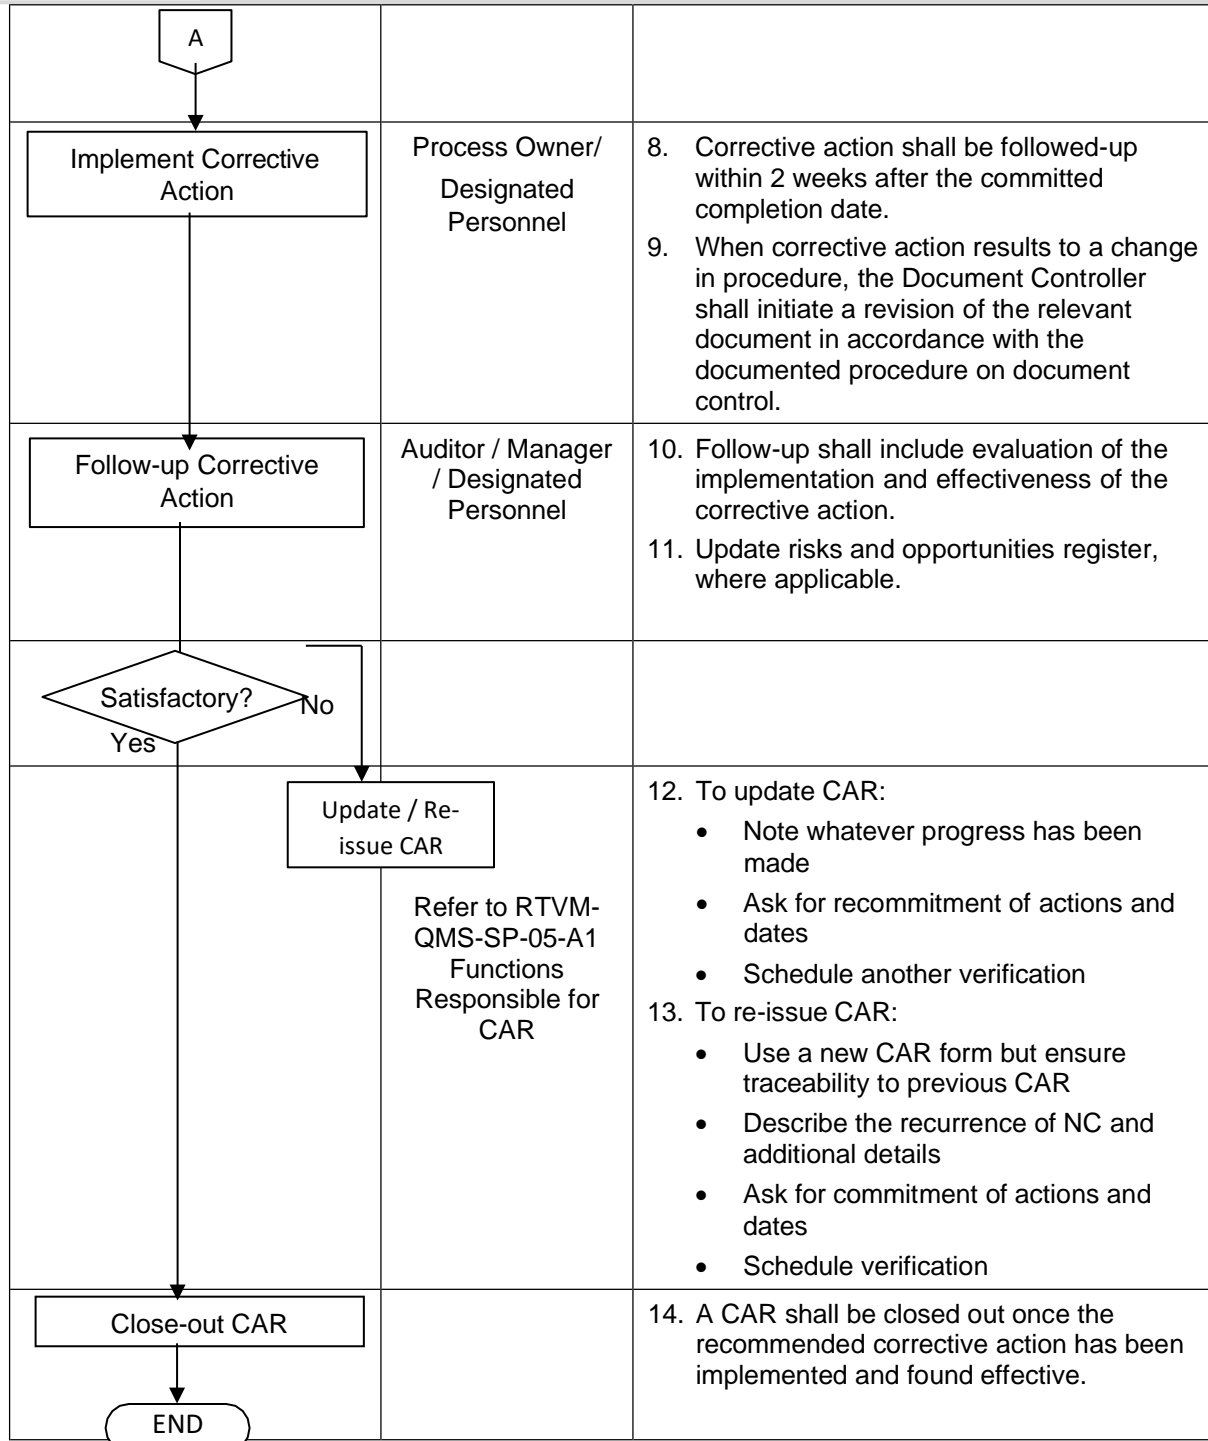 A
Implement Corrective
Action
Process Owner/
Designated
Personnel
8. Corrective action shall be followed-up
within 2 weeks after the committed
completion date.
9. When corrective action results to a change
in procedure, the Document Controller
shall initiate a revision of the relevant
document in accordance with the
documented procedure on document
control.
Follow-up Corrective
Action
Auditor / Manager
/ Designated
Personnel
10. Follow-up shall include evaluation of the
implementation and effectiveness of the
corrective action.
11. Update risks and opportunities register,
where applicable.
Satisfactory?
No
Yes
Update / Re-
issue CAR
Refer to RTVM-
QMS-SP-05-A1
Functions
Responsible for
CAR
12. To update CAR:
• Note whatever progress has been
made
• Ask for recommitment of actions and
dates
• Schedule another verification
13. To re-issue CAR:
• Use a new CAR form but ensure
traceability to previous CAR
• Describe the recurrence of NC and
additional details
• Ask for commitment of actions and
dates
• Schedule verification
Close-out CAR
14. A CAR shall be closed out once the
recommended corrective action has been
implemented and found effective.
END